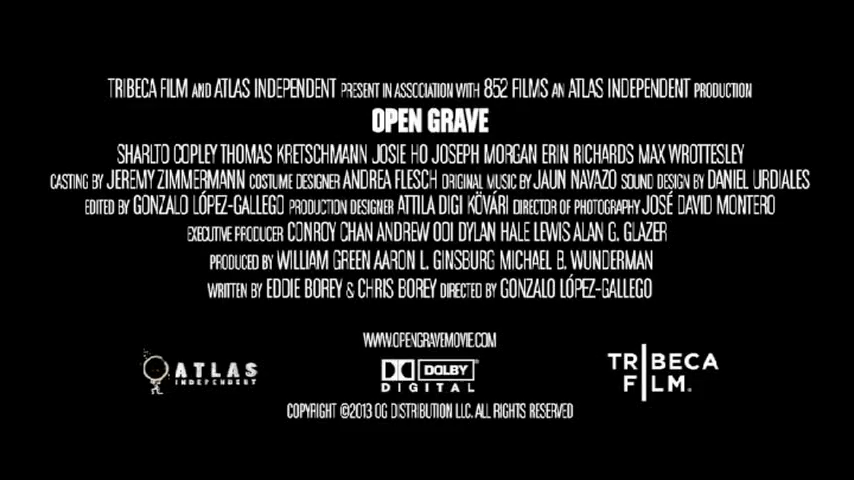 TRIBECA FILM AND ATLAS INDEPENDENT PRESENT IN ASSOCIATION WITH 852 FILMS AN ATLAS INDEPENDENT PRODUCTION
OPEN GRAVE
SHARLTO COPLEY THOMAS KRETSCHMANN JOSIE HO JOSEPH MORGAN ERIN RICHARDS MAX WROTTESLEY
CASTING BY JEREMY ZIMMERMANN COSTUME DESIGNER ANDREA FLESCH ORIGINAL MUSIC BY JAUN NAVAZO SOUND DESIGN BY DANIEL URDIALES
EDITED BY GONZALO LÓPEZ-GALLEGO PRODUCTION DESIGNER ATTILA DIGI KÖVÁRI DIRECTOR OF PHOTOGRAPHY JOSÉ DAVID MONTERO
EXECUTIVE PRODUCER CONROY CHAN ANDREW OOI DYLAN HALE LEWIS ALAN G. GLAZER
PRODUCED BY WILLIAM GREEN AARON L. GINSBURG MICHAEL B. WUNDERMAN
WRITTEN BY EDDIE BOREY & CHRIS BOREY DIRECTED BY GONZALO LÓPEZ-GALLEGO
WWW.OPENGRAVEMOVIE.COM
ATLAS
INDEPENDENT
DOLBY
DIGITAL
TRIBECA
FILM®
COPYRIGHT ©2013 OG DISTRIBUTION LLC. ALL RIGHTS RESERVED